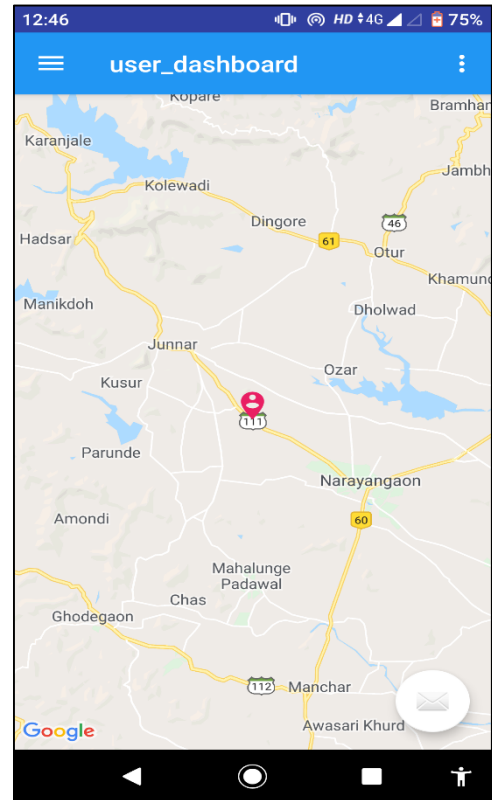 12:46 HD 4G 75%
user_dashboard
Kopare
Bramhan
Karanjale
Jambh
Kolewadi
Dingore
46
Hadsar
61
Otur
Khamund
Manikdoh
Dholwad
Junnar
Ozar
Kusur
111
Parunde
Narayangaon
Amondi
60
Mahalunge
Padawal
Chas
Ghodegaon
112
Manchar
Awasari Khurd
Google